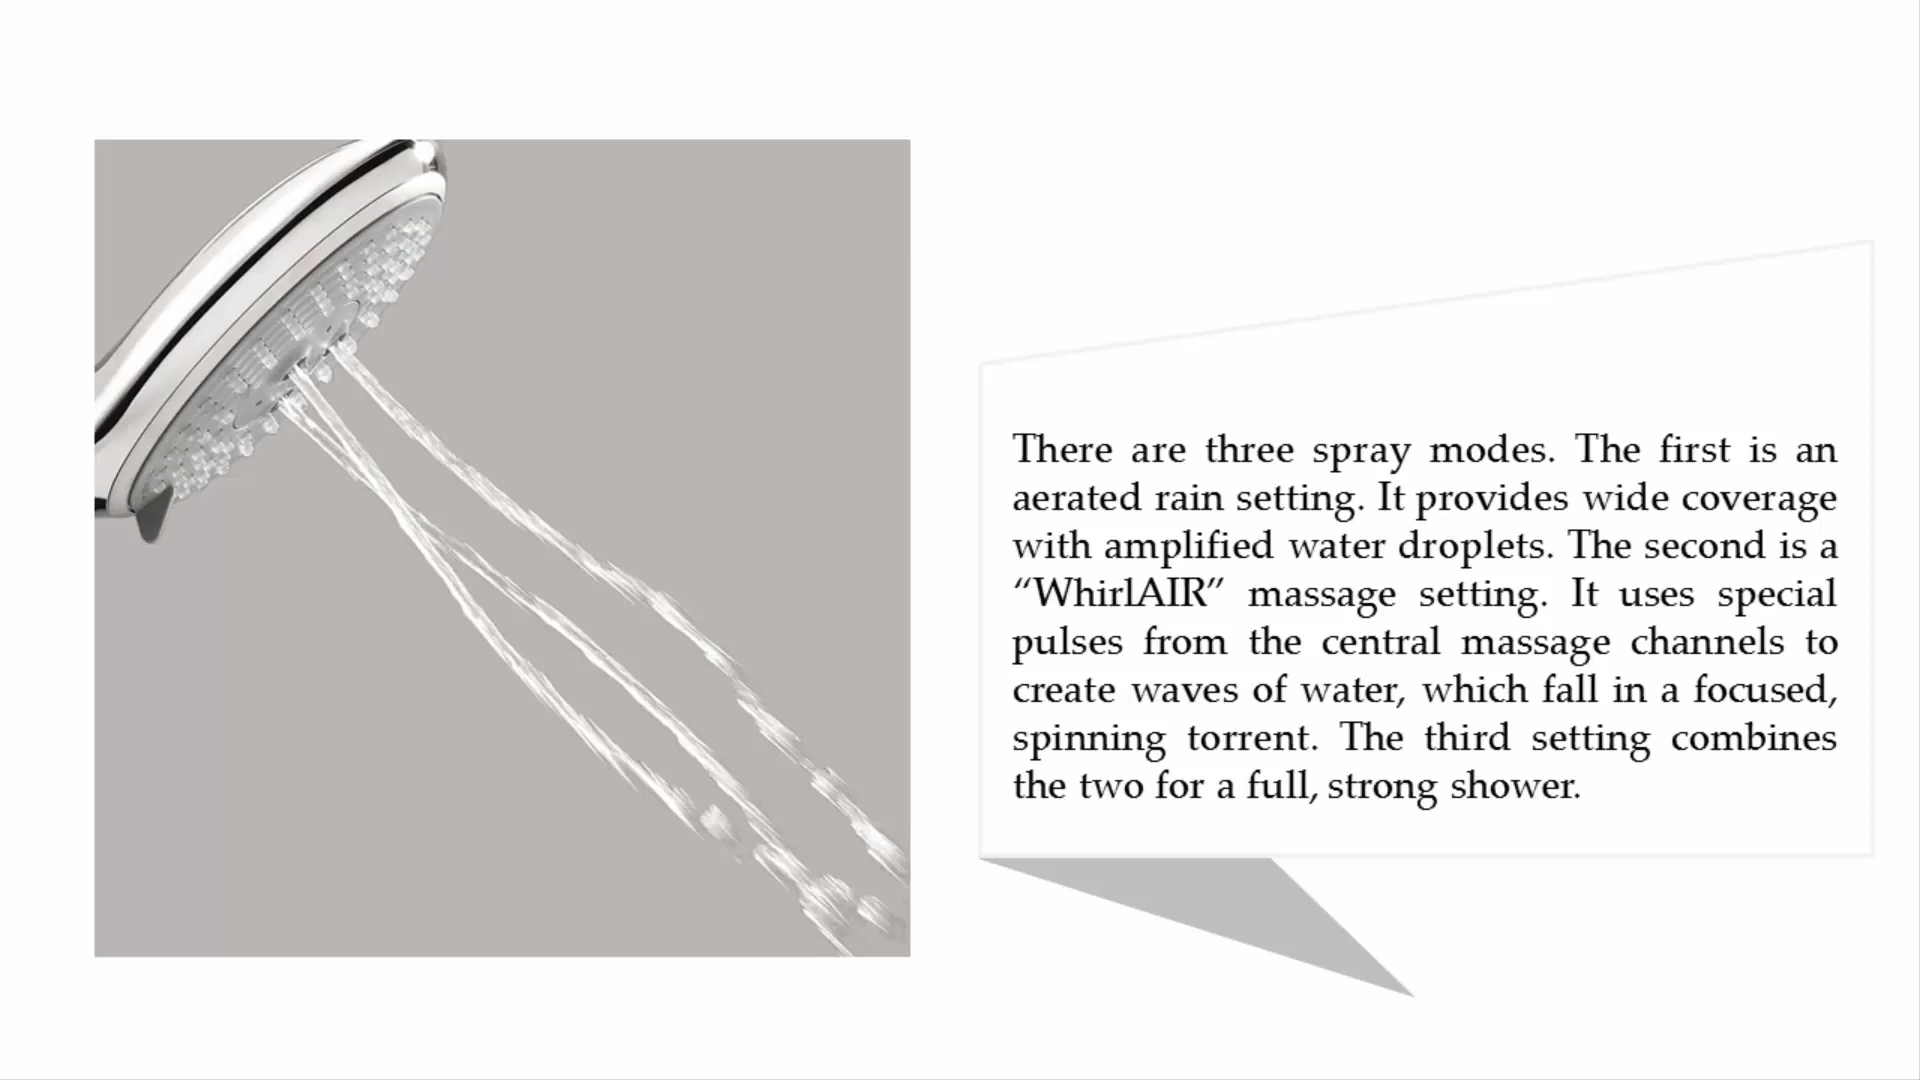 There are three spray modes. The first is an
aerated rain setting. It provides wide coverage
with amplified water droplets. The second is a
“WhirlAIR” massage setting. It uses special
pulses from the central massage channels to
create waves of water, which fall in a focused,
spinning torrent. The third setting combines
the two for a full, strong shower.